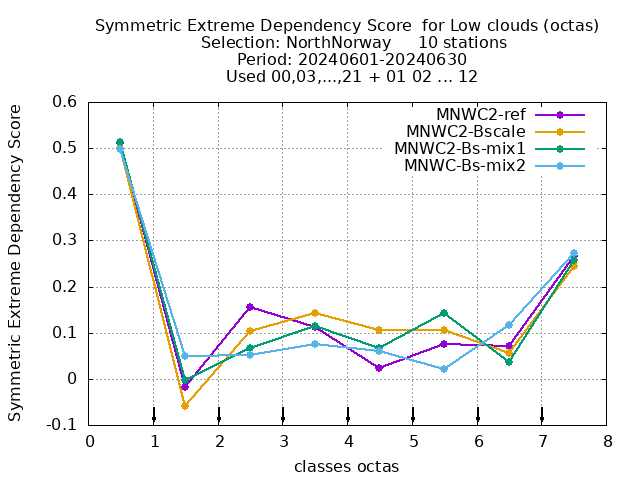 Symmetric Extreme Dependency Score  for Low clouds (octas)
Selection: NorthNorway     10 stations
Period: 20240601-20240630
Used 00,03,...,21 + 01 02 ... 12
Symmetric Extreme Dependency Score
0.6
0.5
0.4
0.3
0.2
0.1
0
-0.1
MNWC2-ref
MNWC2-Bscale
MNWC2-Bs-mix1
MNWC-Bs-mix2
0 1 2 3 4 5 6 7 8
classes octas